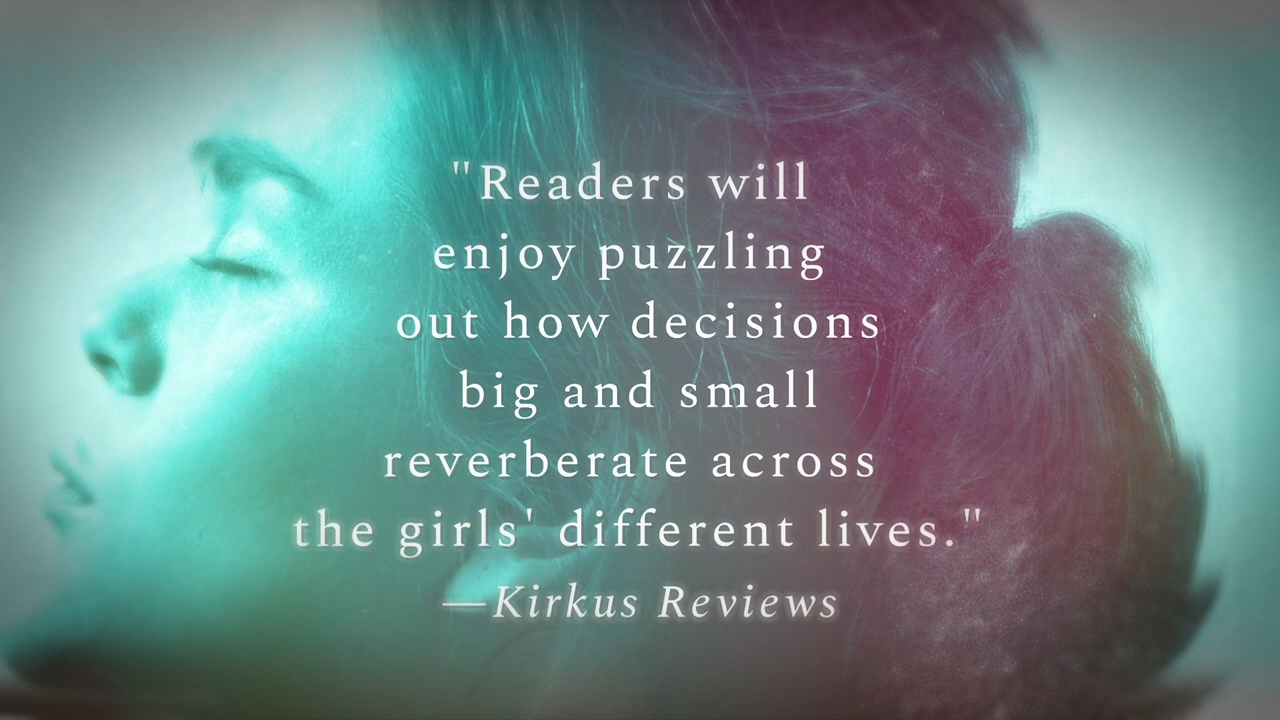 "Readers will
enjoy puzzling
out how decisions
big and small
reverberate across
the girls' different lives."
—Kirkus Reviews